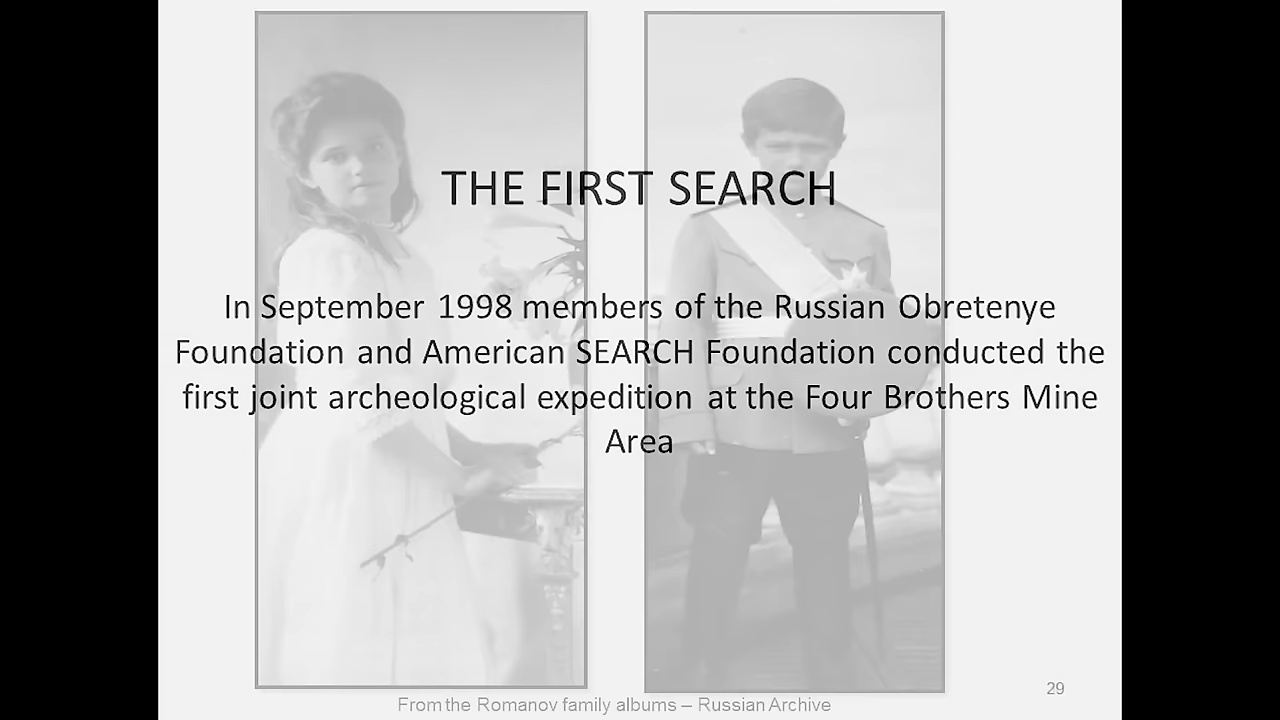 THE FIRST SEARCH
In September 1998 members of the Russian Obretenye
Foundation and American SEARCH Foundation conducted the
first joint archeological expedition at the Four Brothers Mine
Area
29
From the Romanov family albums – Russian Archive